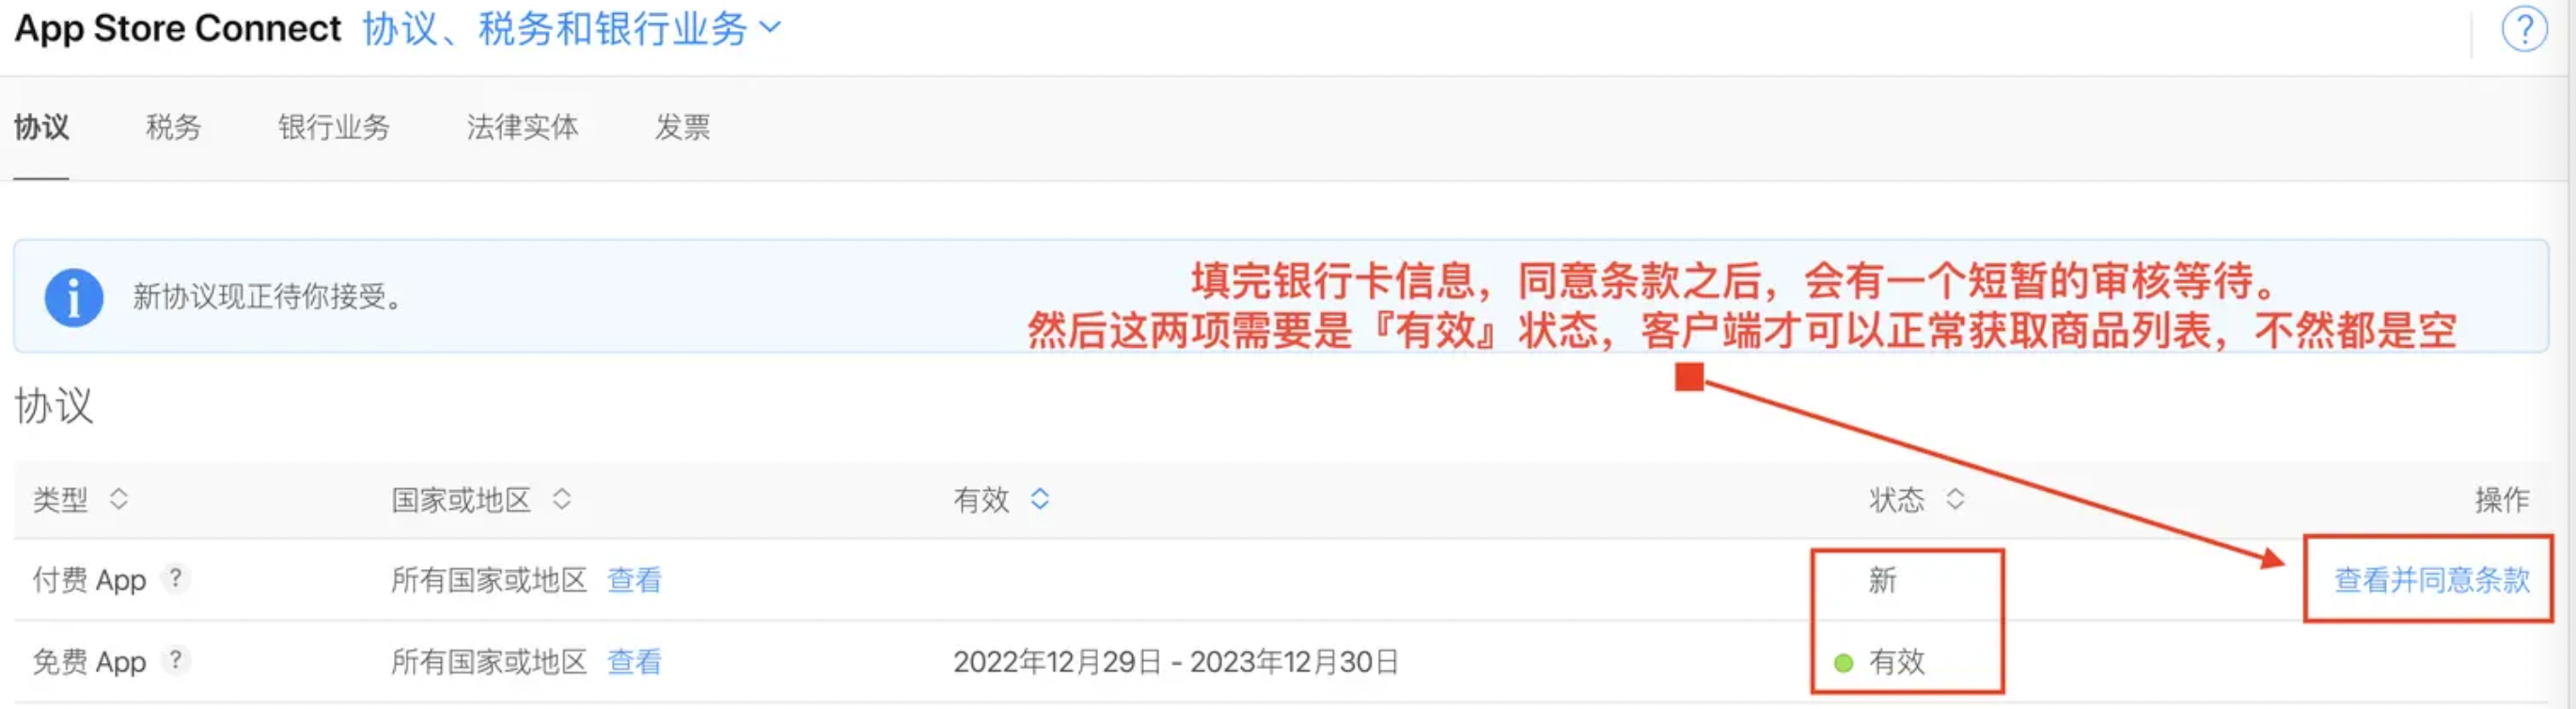 App Store Connect 协议、税务和银行业务
?
协议 税务 银行业务 法律实体 发票
新协议现正待你接受。
填完银行卡信息，同意条款之后，会有一个短暂的审核等待。
然后这两项需要是『有效』状态，客户端才可以正常获取商品列表，不然都是空
协议
类型 国家或地区 有效 状态 操作
付费 App ? 所有国家或地区 查看 新 查看并同意条款
免费 App ? 所有国家或地区 查看 2022年12月29日 - 2023年12月30日 有效